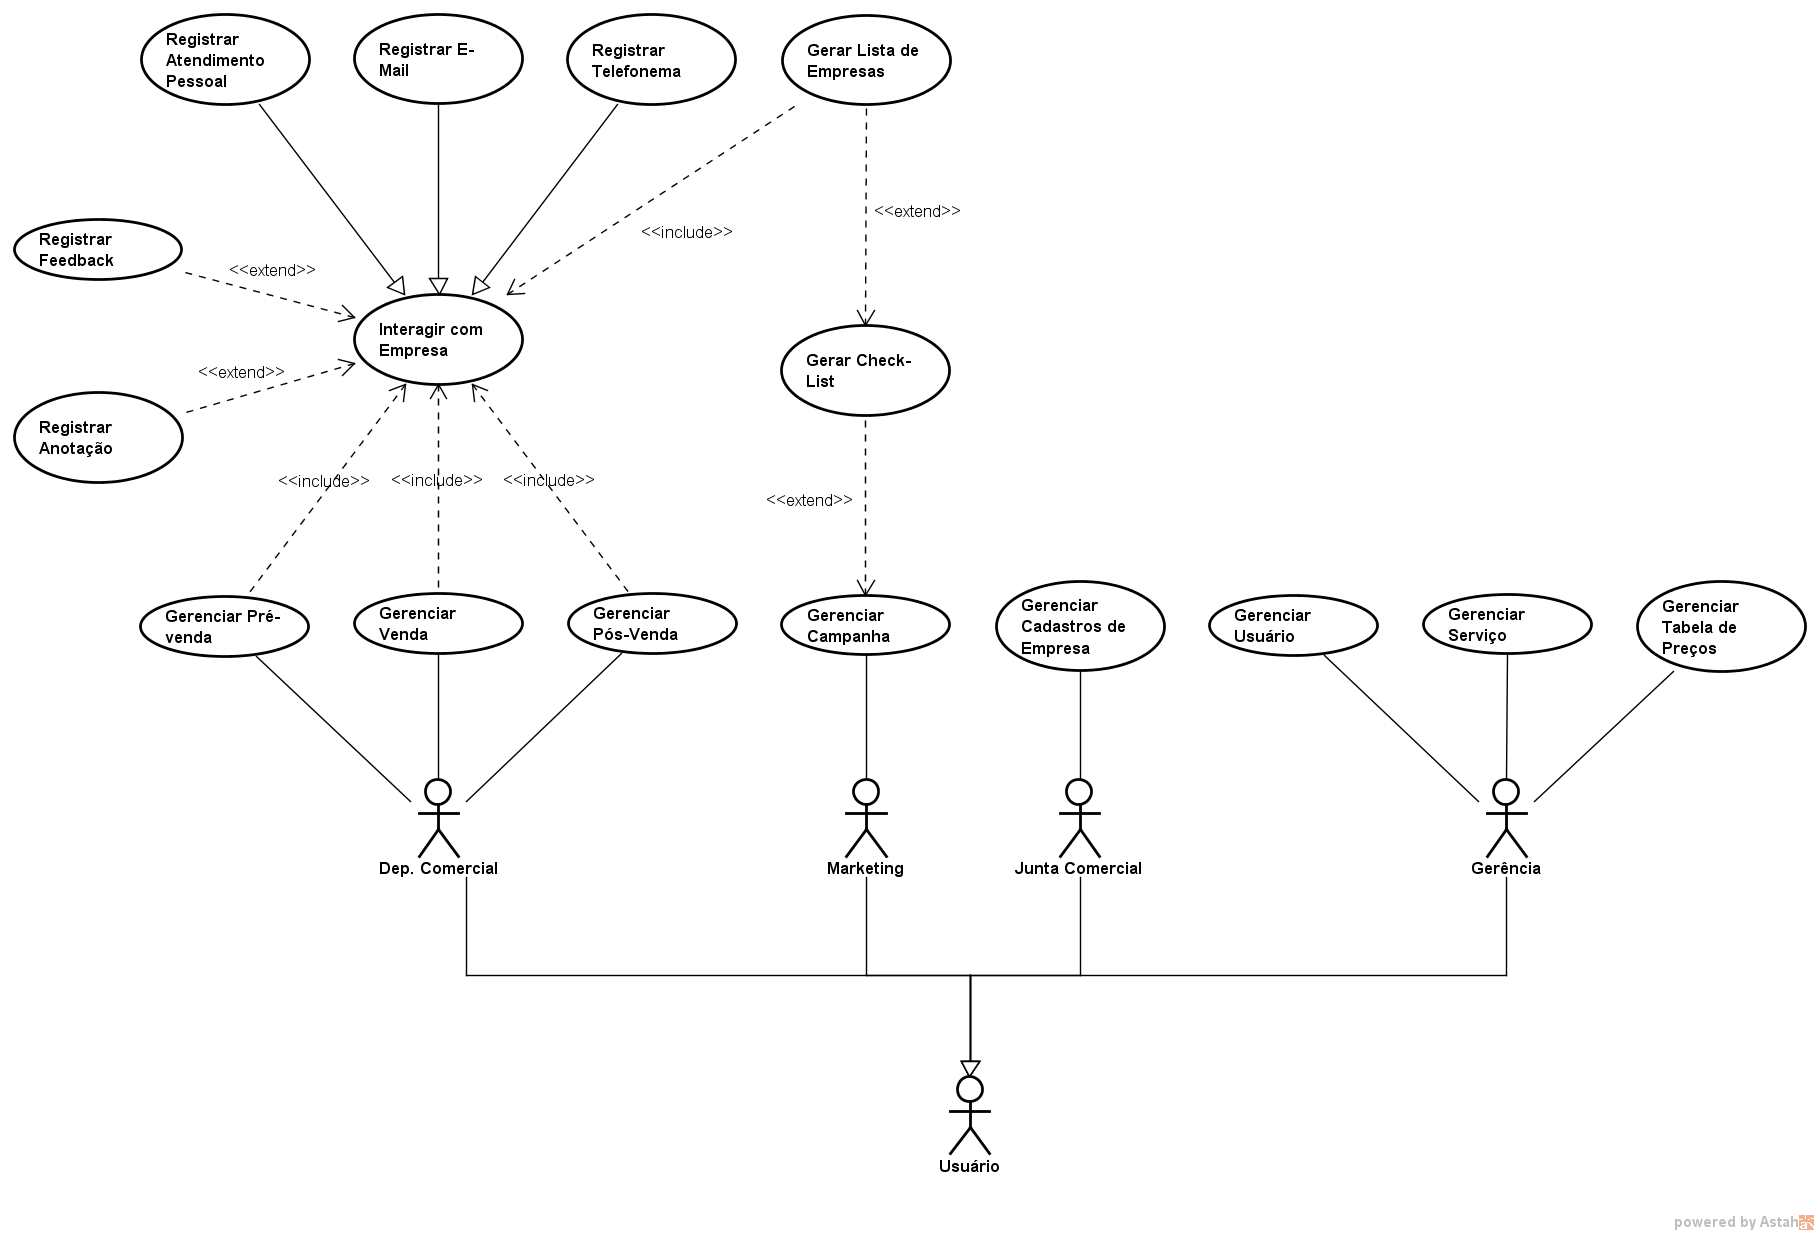 Registrar
Atendimento
Pessoal
Registrar E-
Mail
Registrar
Telefonema
Gerar Lista de
Empresas
<<extend>>
<<include>>
Registrar
Feedback
<<extend>>
Interagir com
Empresa
Gerar Check-
List
<<extend>>
Registrar
Anotação
<<include>>
<<include>>
<<include>>
<<extend>>
Gerenciar Pré-
venda
Gerenciar
Venda
Gerenciar
Pós-Venda
Gerenciar
Campanha
Gerenciar
Cadastros de
Empresa
Gerenciar
Usuário
Gerenciar
Serviço
Gerenciar
Tabela de
Preços
Dep. Comercial
Marketing
Junta Comercial
Gerência
Usuário
powered by Astah